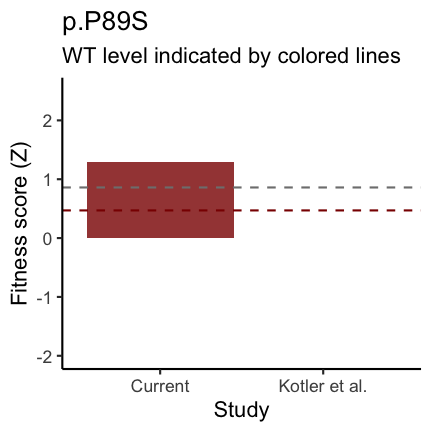 p.P89S
WT level indicated by colored lines
Fitness score (Z)
2
1
0
-1
-2
Current
Kotler et al.
Study